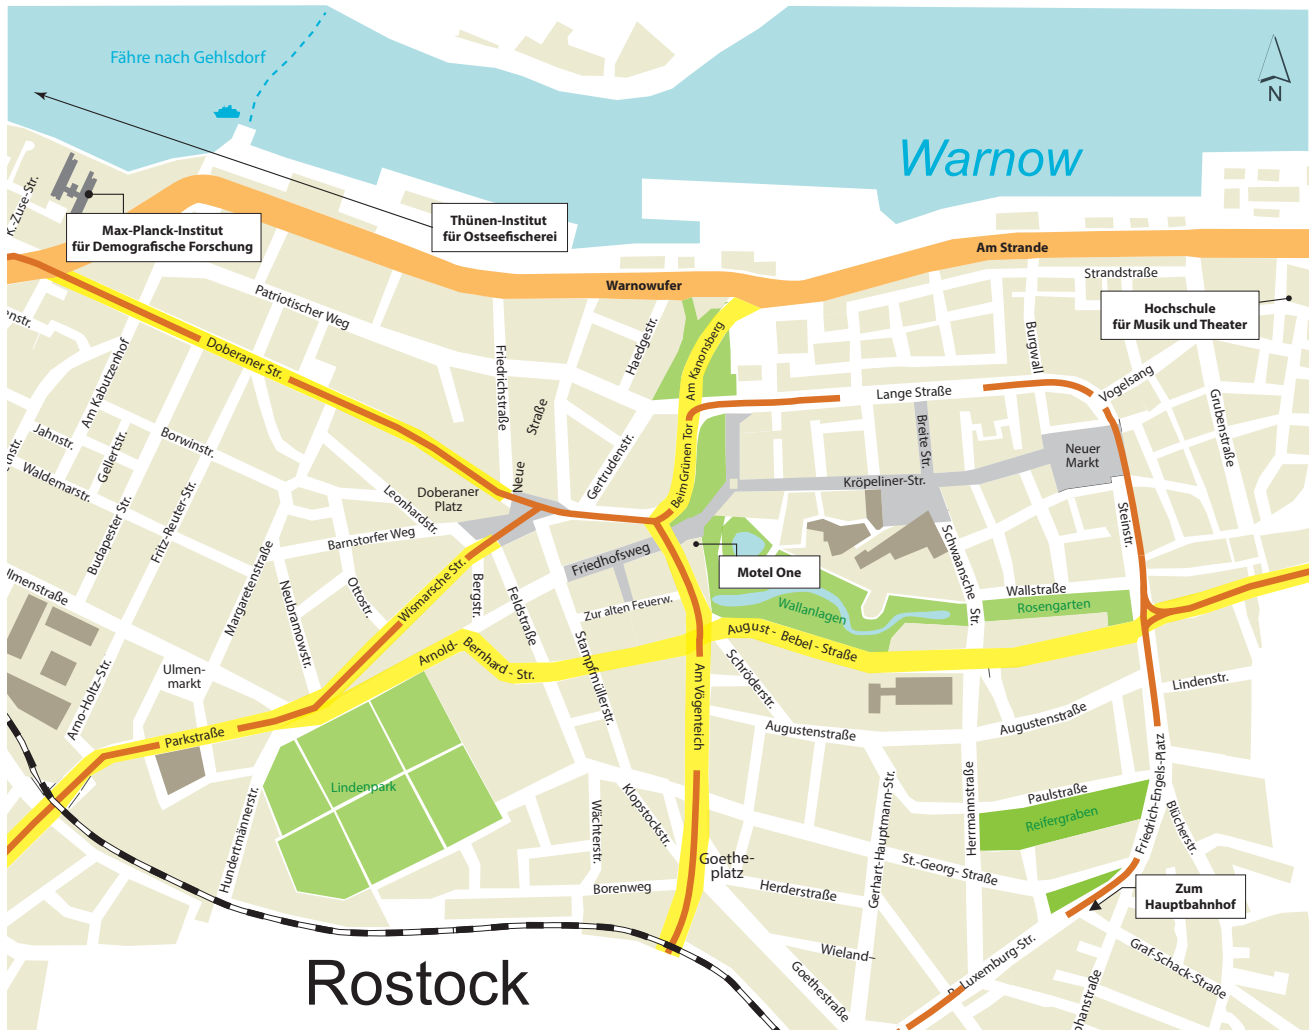 Fähre nach Gehlsdorf
Warnow
N
K.-Zuse-Str.
Max-Planck-Institut
für Demografische Forschung
Thünen-Institut
für Ostseefischerei
Am Strande
Warnowufer
Strandstraße
Hochschule
für Musik und Theater
Patriotischer Weg
Doberaner Str.
Am Kabutzenhof
Friedrichstraße
Haedgestr.
Am Kanonsberg
Burgwall
Vogelsang
Lange Straße
Grubenstraße
Neue
Straße
Jahnstr.
Gellertstr.
Borwinstr.
Waldemarstr.
Gertrudenstr.
Beim Grünen Tor
Breite Str.
Neuer
Markt
Kröpeliner-Str.
Doberaner
Platz
Leonhardstr.
Budapester Str.
Fritz-Reuter-Str.
Barnstorfer Weg
Steinstr.
Friedhofsweg
Motel One
Schwaansche
Str.
Margaretenstraße
Neubramowstr.
Ottostr.
Wismarsche Str.
Bergstr.
Feldstraße
Zur alten Feuerw.
Wallanlagen
Wallstraße
Rosengarten
Arnold-
Bernhard - Str.
August - Bebel - Straße
Stampfmüllerstr.
Schröderstr.
Am Vögenteich
Ulmen-
markt
Arno-Holtz-Str.
Parkstraße
Lindenstr.
Augustenstraße
Augustenstraße
Lindenpark
Hundertmännerstr.
Wächterstr.
Klopstockstr.
Gerhart-Hauptmann-Str.
Herrmannstraße
Paulstraße
Reifergraben
Friedrich-Engels-Platz
Blücherstr.
Goethe-
platz
Borenweg
Herderstraße
St.-Georg- Straße
Zum
Hauptbahnhof
Wieland–
Goethestraße
R.-Luxemburg-Str.
Graf-Schack-Straße
Rostock